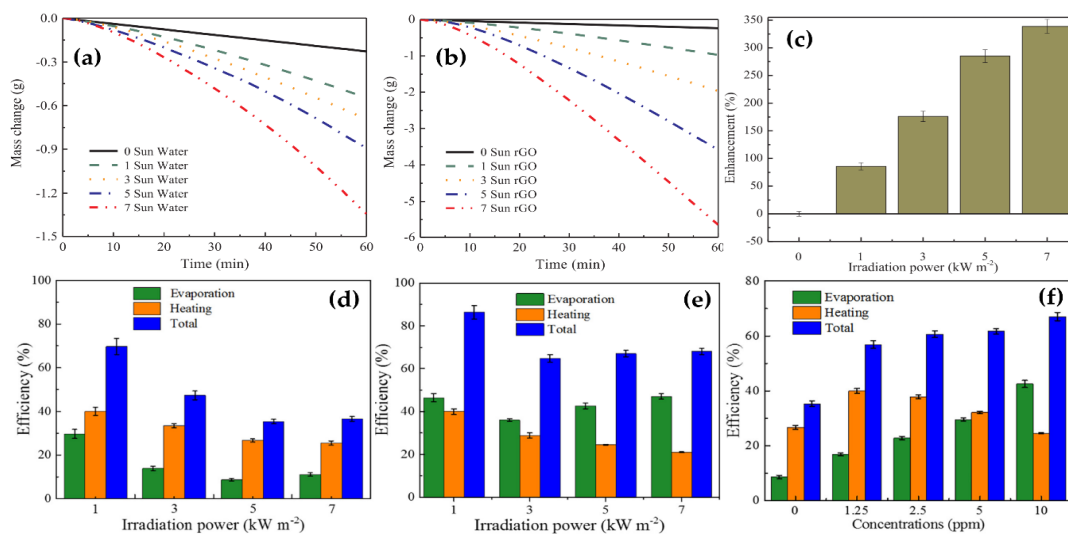 (a)
0.0
-0.3
-0.6
-0.9
-1.2
-1.5
Mass change (g)
0 Sun Water
1 Sun Water
3 Sun Water
5 Sun Water
7 Sun Water
0 10 20 30 40 50 60
Time (min)
(b)
0
-1
-2
-3
-4
-5
-6
Mass change (g)
0 Sun rGO
1 Sun rGO
3 Sun rGO
5 Sun rGO
7 Sun rGO
0 10 20 30 40 50 60
Time (min)
(c)
350
300
250
200
150
100
50
0
-50
Enhancement (%)
0 1 3 5 7
Irradiation power (kW m⁻²)
(d)
100
80
60
40
20
0
Efficiency (%)
Evaporation
Heating
Total
1 3 5 7
Irradiation power (kW m⁻²)
(e)
100
80
60
40
20
0
Efficiency (%)
Evaporation
Heating
Total
1 3 5 7
Irradiation power (kW m⁻²)
(f)
80
60
40
20
0
Efficiency (%)
Evaporation
Heating
Total
0 1.25 2.5 5 10
Concentrations (ppm)